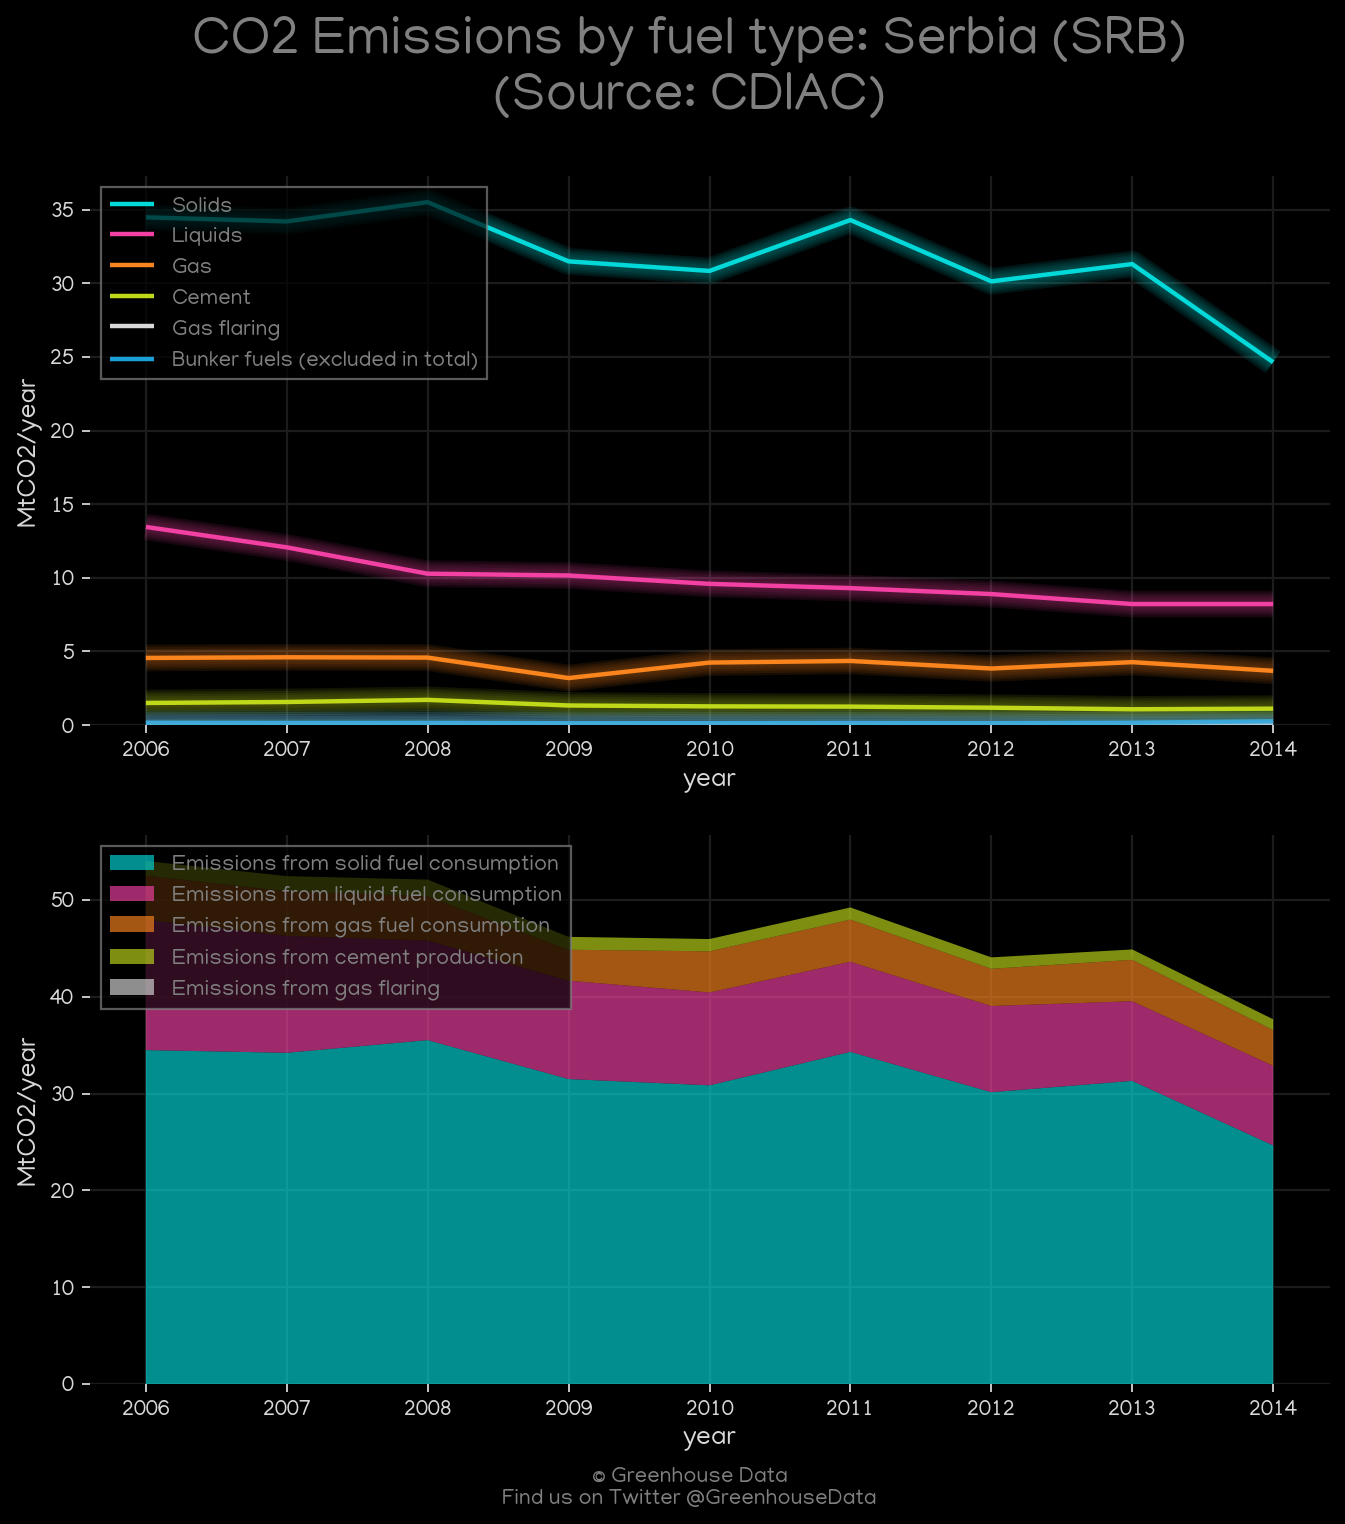 CO2 Emissions by fuel type: Serbia (SRB)
(Source: CDIAC)
Solids
Liquids
Gas
Cement
Gas flaring
Bunker fuels (excluded in total)
MtCO2/year
35
30
25
20
15
10
5
0
2006 2007 2008 2009 2010 2011 2012 2013 2014
year
Emissions from solid fuel consumption
Emissions from liquid fuel consumption
Emissions from gas fuel consumption
Emissions from cement production
Emissions from gas flaring
MtCO2/year
50
40
30
20
10
0
2006 2007 2008 2009 2010 2011 2012 2013 2014
year
© Greenhouse Data
Find us on Twitter @GreenhouseData